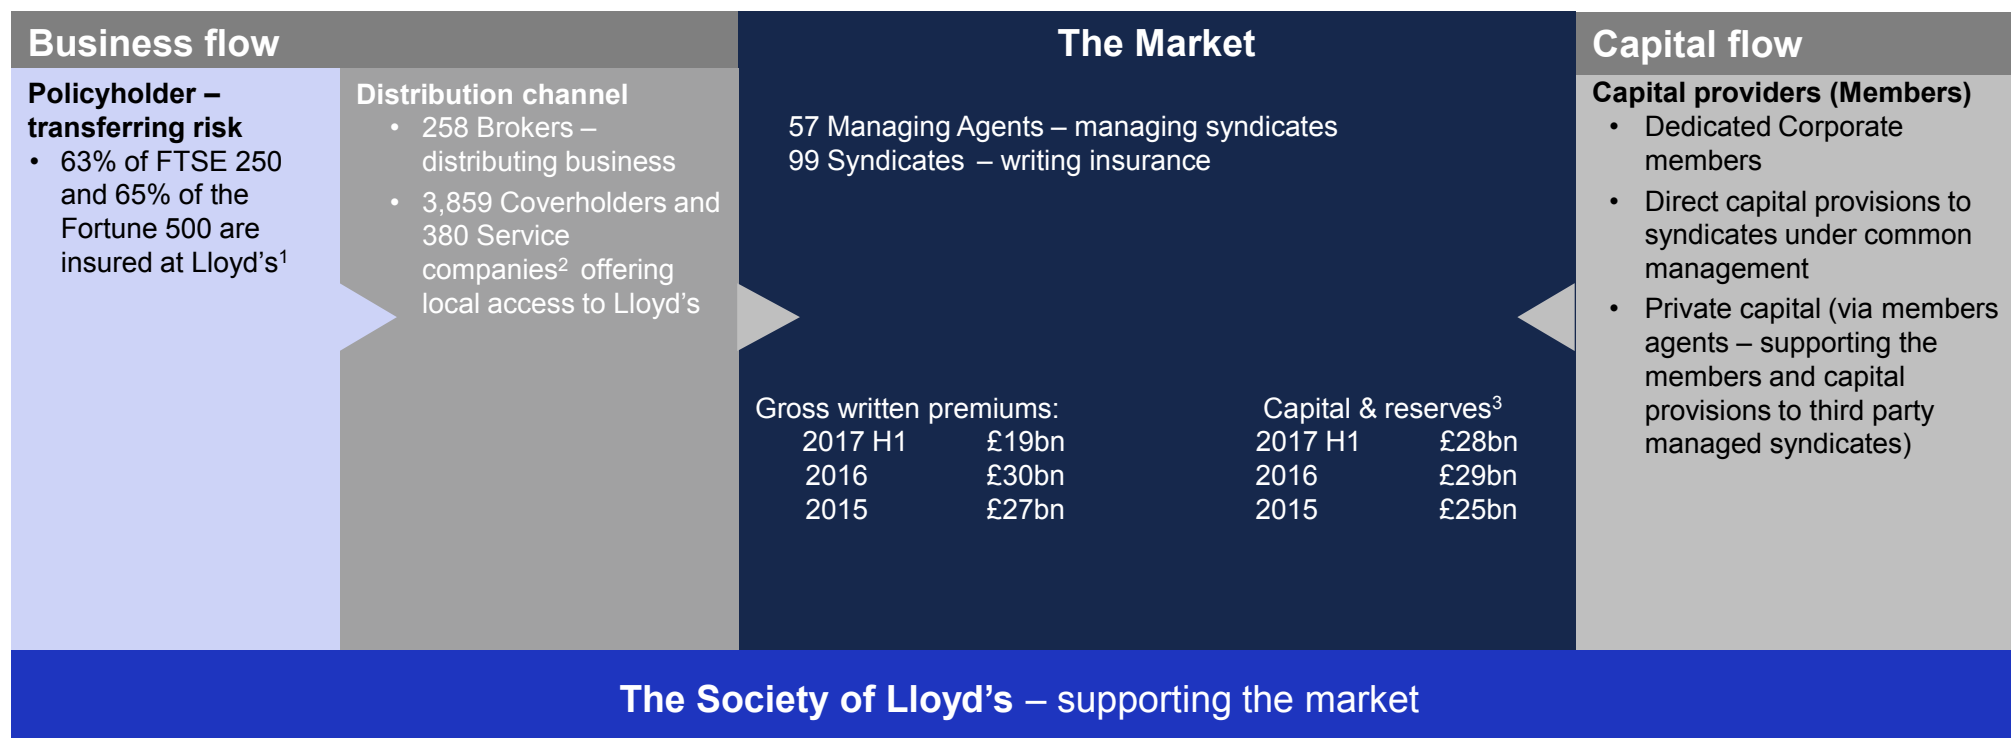 Business flow
Policyholder –
transferring risk
• 63% of FTSE 250
and 65% of the
Fortune 500 are
insured at Lloyd’s¹
Distribution channel
• 258 Brokers –
distributing business
• 3,859 Coverholders and
380 Service
companies² offering
local access to Lloyd’s
The Market
57 Managing Agents – managing syndicates
99 Syndicates – writing insurance
Gross written premiums:
2017 H1 £19bn
2016 £30bn
2015 £27bn
Capital & reserves³
2017 H1 £28bn
2016 £29bn
2015 £25bn
Capital flow
Capital providers (Members)
• Dedicated Corporate
members
• Direct capital provisions to
syndicates under common
management
• Private capital (via members
agents – supporting the
members and capital
provisions to third party
managed syndicates)
The Society of Lloyd’s – supporting the market